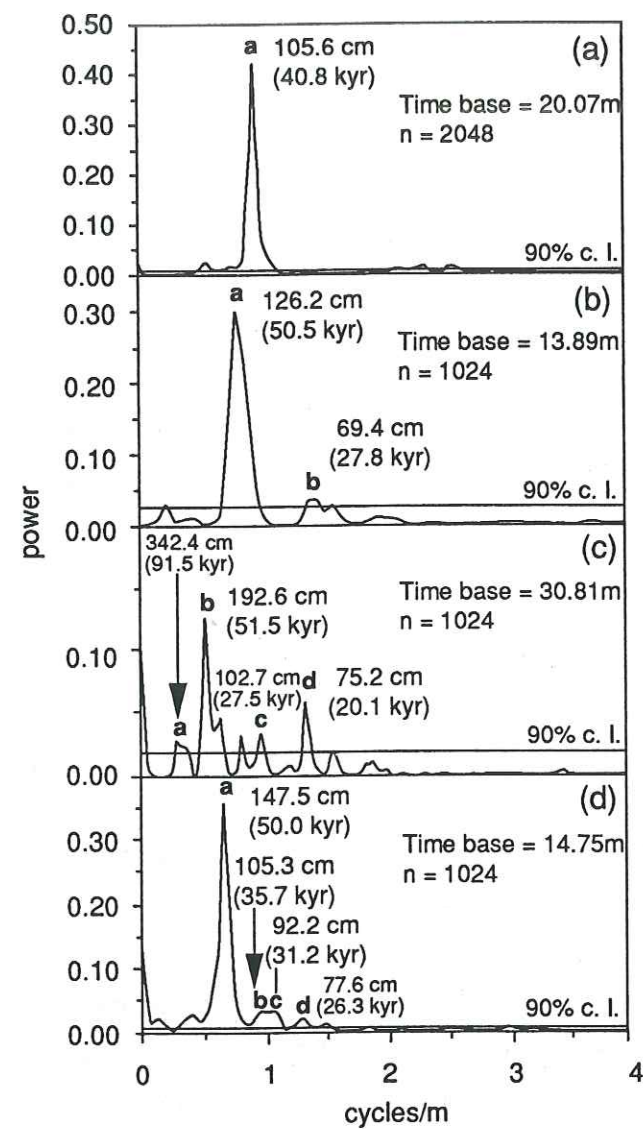 0.50
0.40
0.30
0.20
0.10
0.00
a
105.6 cm
(40.8 kyr)
(a)
Time base = 20.07m
n = 2048
90% c. l.
0.30
0.20
0.10
0.00
a
126.2 cm
(50.5 kyr)
(b)
Time base = 13.89m
n = 1024
69.4 cm
(27.8 kyr)
b
90% c. l.
power
0.10
0.00
342.4 cm
(91.5 kyr)
a
b
192.6 cm
(51.5 kyr)
102.7 cm
(27.5 kyr)
c
d
75.2 cm
(20.1 kyr)
(c)
Time base = 30.81m
n = 1024
90% c. l.
0.30
0.20
0.10
0.00
a
147.5 cm
(50.0 kyr)
105.3 cm
(35.7 kyr)
92.2 cm
(31.2 kyr)
bc
d
77.6 cm
(26.3 kyr)
(d)
Time base = 14.75m
n = 1024
90% c. l.
0 1 2 3 4
cycles/m